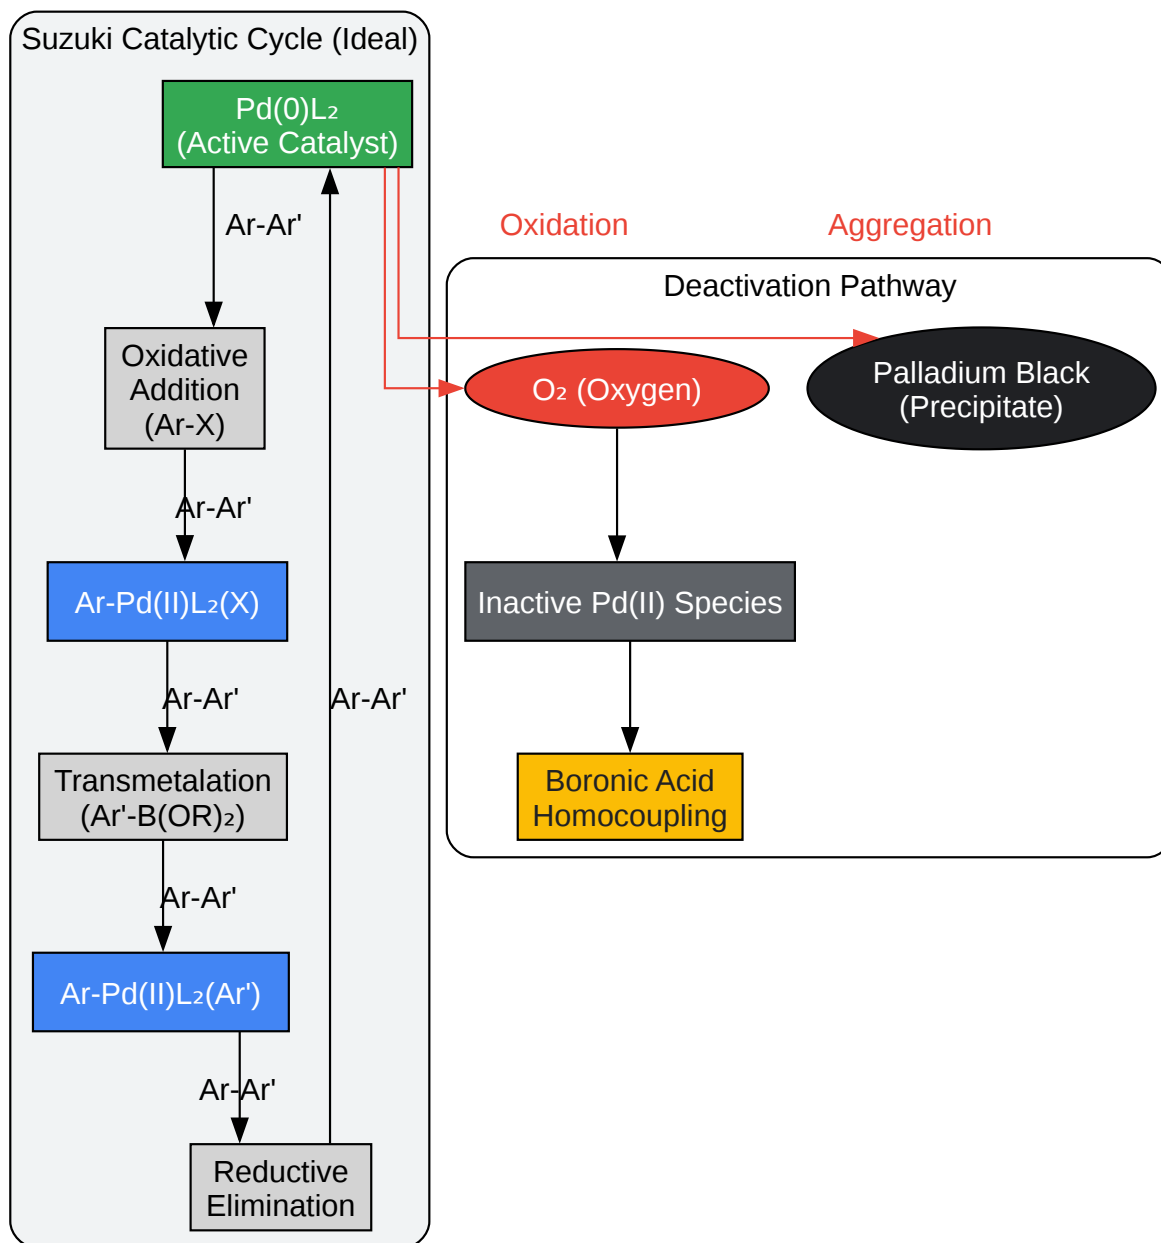 Suzuki Catalytic Cycle (Ideal)
Pd(0)L₂
(Active Catalyst)
Ar-Ar'
Oxidative
Addition
(Ar-X)
Ar-Ar'
Ar-Pd(II)L₂(X)
Ar-Ar'
Transmetalation
(Ar'-B(OR)₂)
Ar-Ar'
Ar-Pd(II)L₂(Ar')
Ar-Ar'
Reductive
Elimination
Ar-Ar'
Oxidation
Aggregation
Deactivation Pathway
O₂ (Oxygen)
Palladium Black
(Precipitate)
Inactive Pd(II) Species
Boronic Acid
Homocoupling